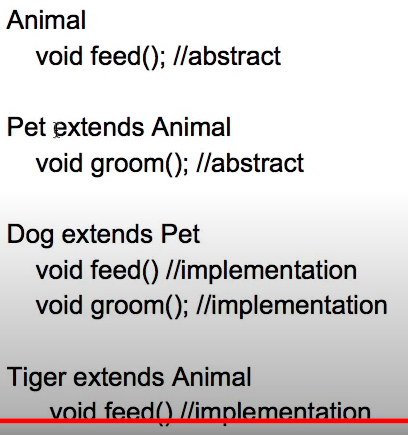 Animal
void feed(); //abstract
Pet extends Animal
void groom(); //abstract
Dog extends Pet
void feed() //implementation
void groom(); //implementation
Tiger extends Animal
void feed() //implementation